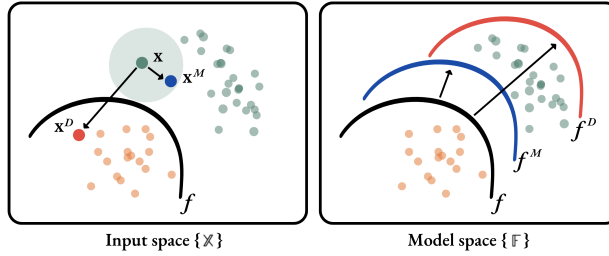 x
x^M
x^D
f
f^D
f^M
f
Input space { 𝕏 }
Model space { 𝔽 }